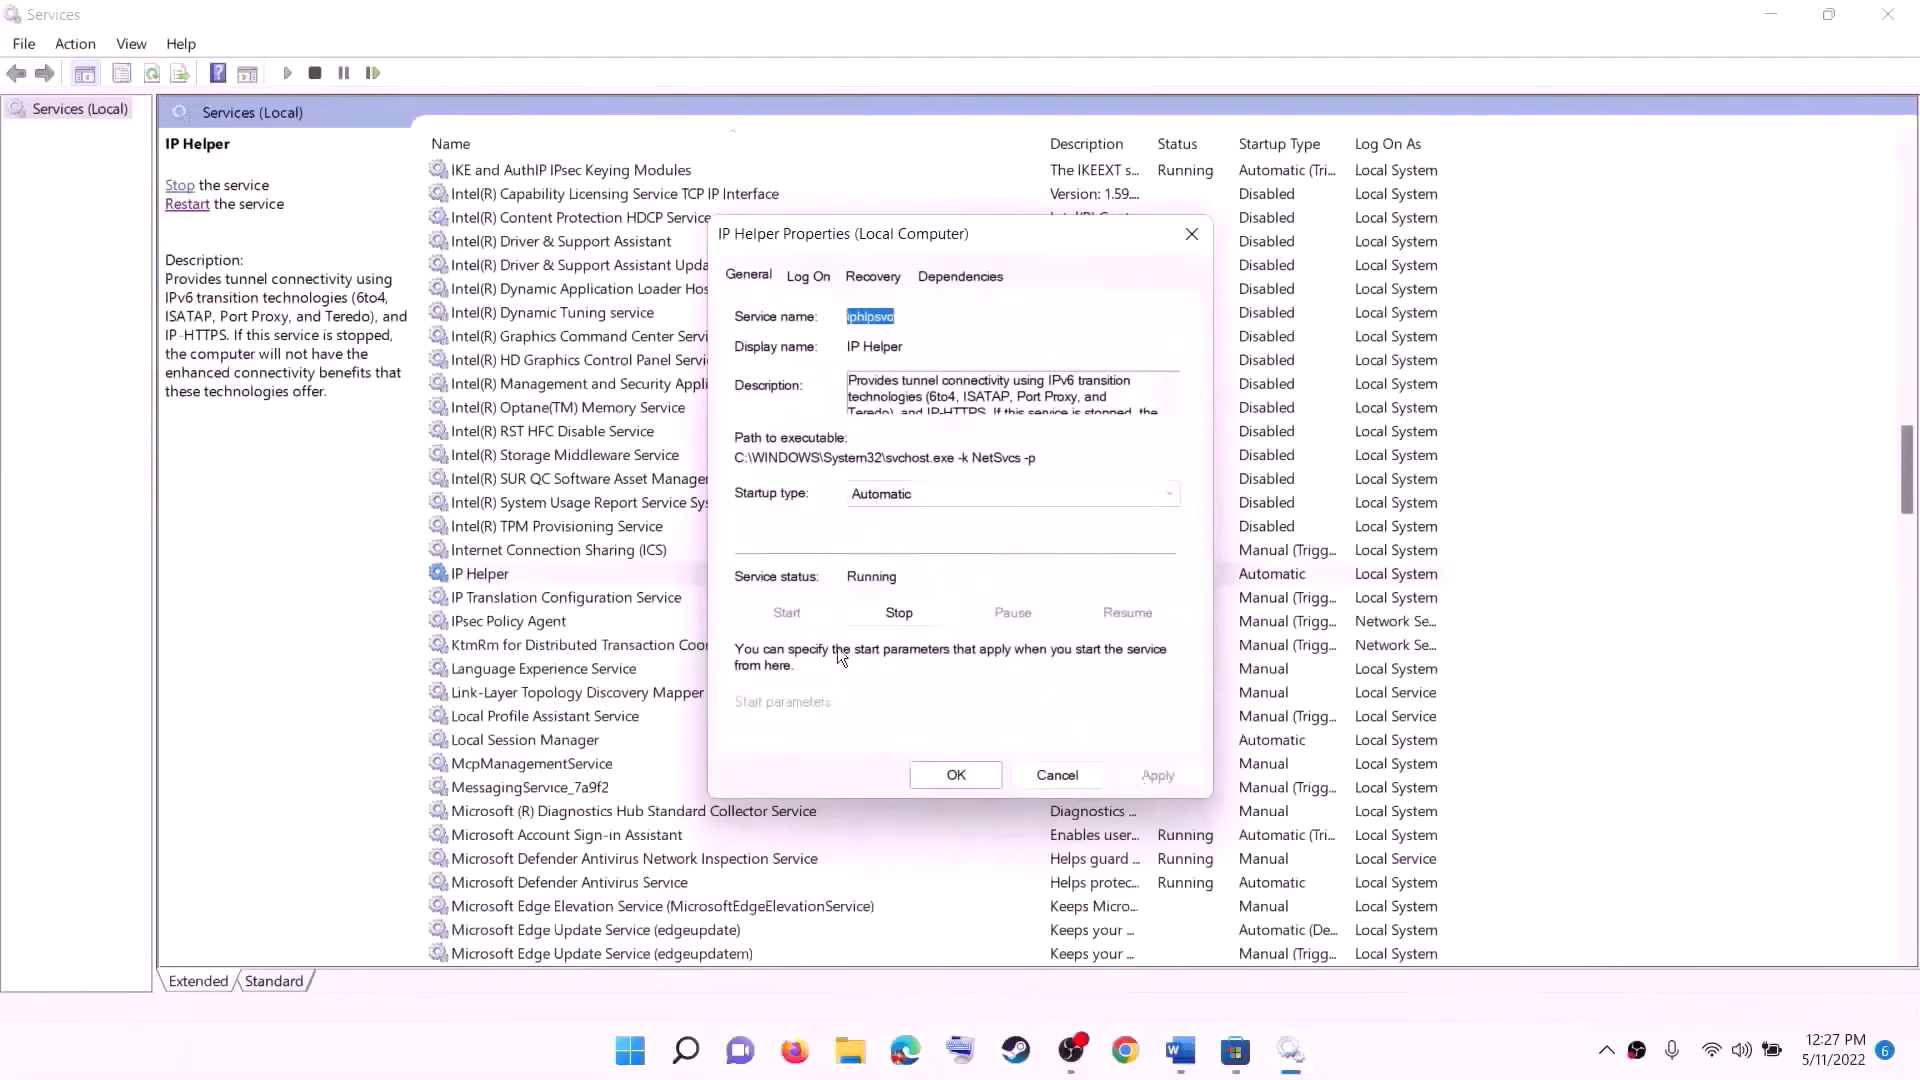 Services
File Action View Help
Services (Local)
Services (Local)
IP Helper
Stop the service
Restart the service
Description:
Provides tunnel connectivity using
IPv6 transition technologies (6to4,
ISATAP, Port Proxy, and Teredo), and
IP-HTTPS. If this service is stopped,
the computer will not have the
enhanced connectivity benefits that
these technologies offer.
Name Description Status Startup Type Log On As
IKE and AuthIP IPsec Keying Modules The IKEEXT s... Running Automatic (Tri... Local System
Intel(R) Capability Licensing Service TCP IP Interface Version: 1.59.... Disabled Local System
Intel(R) Content Protection HDCP Service Disabled Local System
Intel(R) Driver & Support Assistant Disabled Local System
Intel(R) Driver & Support Assistant Upda Disabled Local System
Intel(R) Dynamic Application Loader Hos Disabled Local System
Intel(R) Dynamic Tuning service Disabled Local System
Intel(R) Graphics Command Center Servi Disabled Local System
Intel(R) HD Graphics Control Panel Servi Disabled Local System
Intel(R) Management and Security Appli Disabled Local System
Intel(R) Optane(TM) Memory Service Disabled Local System
Intel(R) RST HFC Disable Service Disabled Local System
Intel(R) Storage Middleware Service Disabled Local System
Intel(R) SUR QC Software Asset Manager Disabled Local System
Intel(R) System Usage Report Service Sys Disabled Local System
Intel(R) TPM Provisioning Service Disabled Local System
Internet Connection Sharing (ICS) Manual (Trigg... Local System
IP Helper Automatic Local System
IP Translation Configuration Service Manual (Trigg... Local System
IPsec Policy Agent Manual (Trigg... Network Se...
KtmRm for Distributed Transaction Coor Manual (Trigg... Network Se...
Language Experience Service Manual Local System
Link-Layer Topology Discovery Mapper Manual Local Service
Local Profile Assistant Service Manual (Trigg... Local Service
Local Session Manager Automatic Local System
McpManagementService Manual Local System
MessagingService_7a9f2 Manual (Trigg... Local System
Microsoft (R) Diagnostics Hub Standard Collector Service Diagnostics ... Manual Local System
Microsoft Account Sign-in Assistant Enables user... Running Automatic (Tri... Local System
Microsoft Defender Antivirus Network Inspection Service Helps guard ... Running Manual Local Service
Microsoft Defender Antivirus Service Helps protec... Running Automatic Local System
Microsoft Edge Elevation Service (MicrosoftEdgeElevationService) Keeps Micro... Manual Local System
Microsoft Edge Update Service (edgeupdate) Keeps your ... Automatic (De... Local System
Microsoft Edge Update Service (edgeupdatem) Keeps your ... Manual (Trigg... Local System
IP Helper Properties (Local Computer)
General Log On Recovery Dependencies
Service name: iphlpsvc
Display name: IP Helper
Description: Provides tunnel connectivity using IPv6 transition
technologies (6to4, ISATAP, Port Proxy, and
Teredo), and IP-HTTPS. If this service is stopped, the
Path to executable:
C:\WINDOWS\System32\svchost.exe -k NetSvcs -p
Startup type: Automatic
Service status: Running
Start Stop Pause Resume
You can specify the start parameters that apply when you start the service
from here.
Start parameters
OK Cancel Apply
Extended Standard
12:27 PM
5/11/2022
6